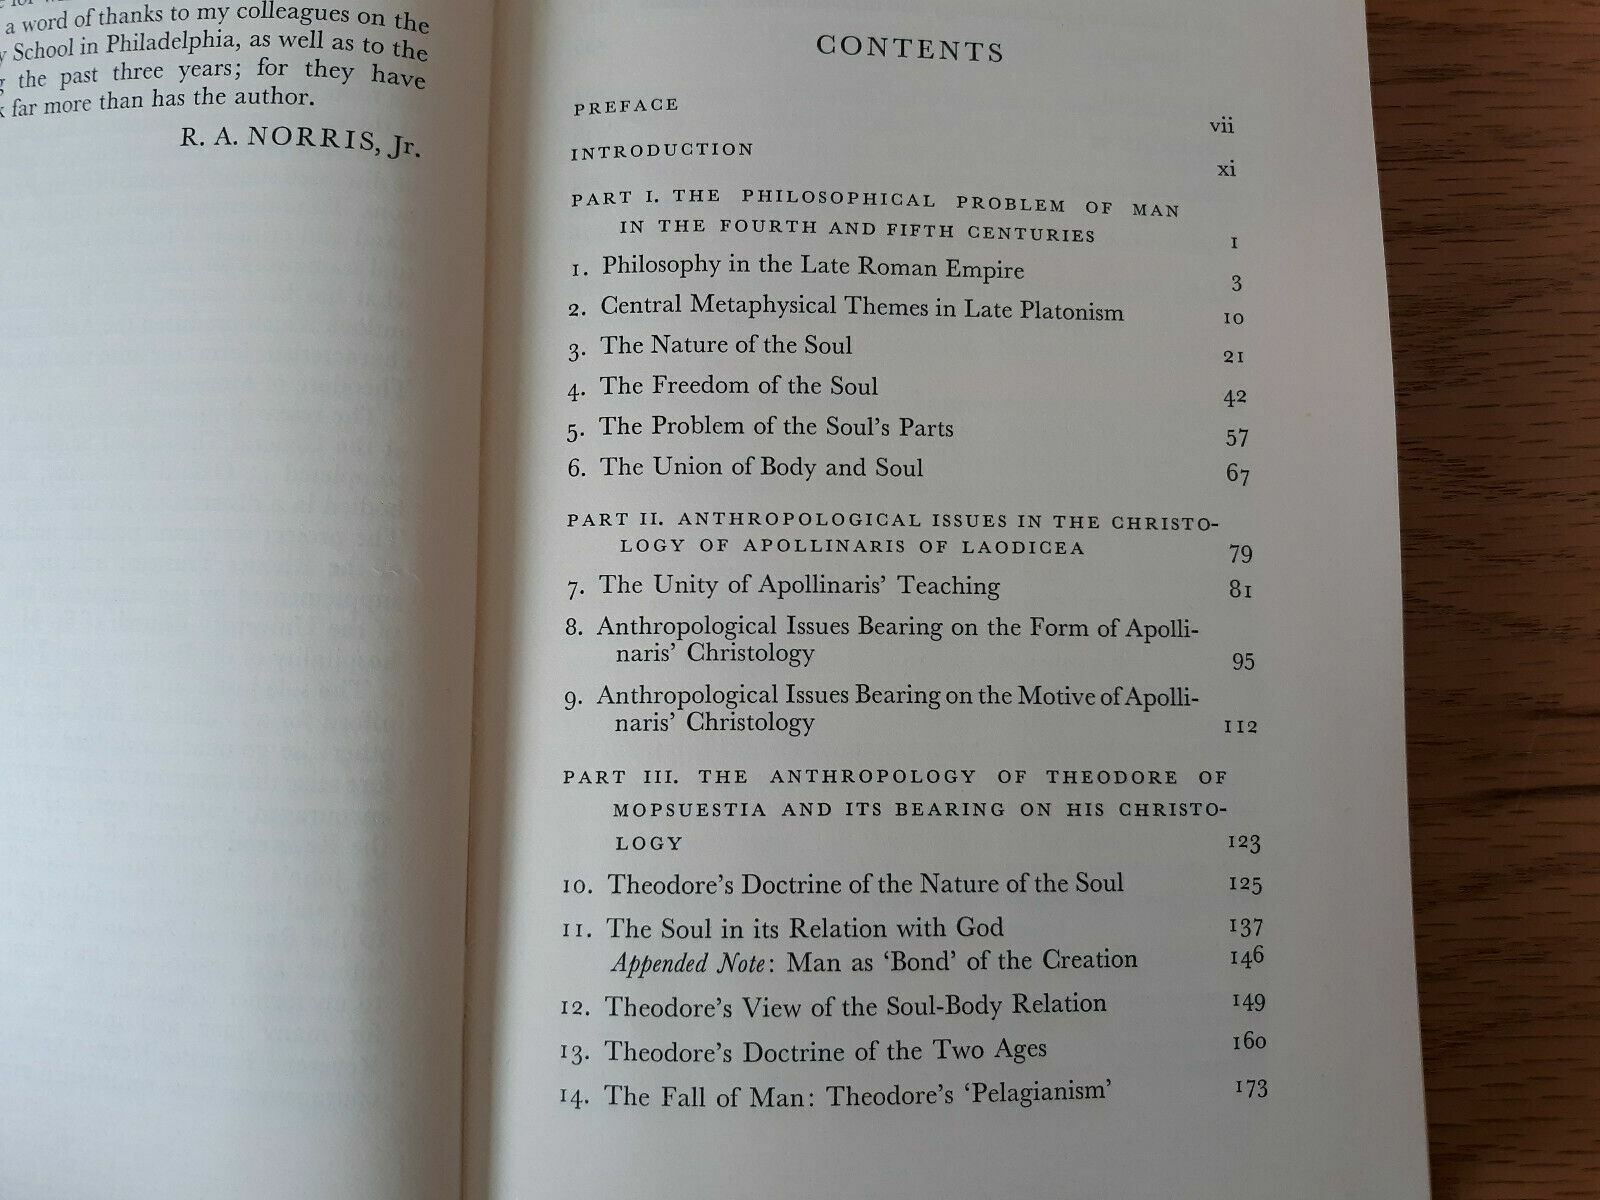 a word of thanks to my colleagues on the
School in Philadelphia, as well as to the
the past three years; for they have
far more than has the author.
R. A. NORRIS, Jr.
CONTENTS
PREFACE vii
INTRODUCTION xi
PART I. THE PHILOSOPHICAL PROBLEM OF MAN
IN THE FOURTH AND FIFTH CENTURIES 1
1. Philosophy in the Late Roman Empire 3
2. Central Metaphysical Themes in Late Platonism 10
3. The Nature of the Soul 21
4. The Freedom of the Soul 42
5. The Problem of the Soul's Parts 57
6. The Union of Body and Soul 67
PART II. ANTHROPOLOGICAL ISSUES IN THE CHRISTO-
LOGY OF APOLLINARIS OF LAODICEA 79
7. The Unity of Apollinaris' Teaching 81
8. Anthropological Issues Bearing on the Form of Apolli-
naris' Christology 95
9. Anthropological Issues Bearing on the Motive of Apolli-
naris' Christology 112
PART III. THE ANTHROPOLOGY OF THEODORE OF
MOPSUESTIA AND ITS BEARING ON HIS CHRISTO-
LOGY 123
10. Theodore's Doctrine of the Nature of the Soul 125
11. The Soul in its Relation with God 137
Appended Note: Man as 'Bond' of the Creation 146
12. Theodore's View of the Soul-Body Relation 149
13. Theodore's Doctrine of the Two Ages 160
14. The Fall of Man: Theodore's 'Pelagianism' 173